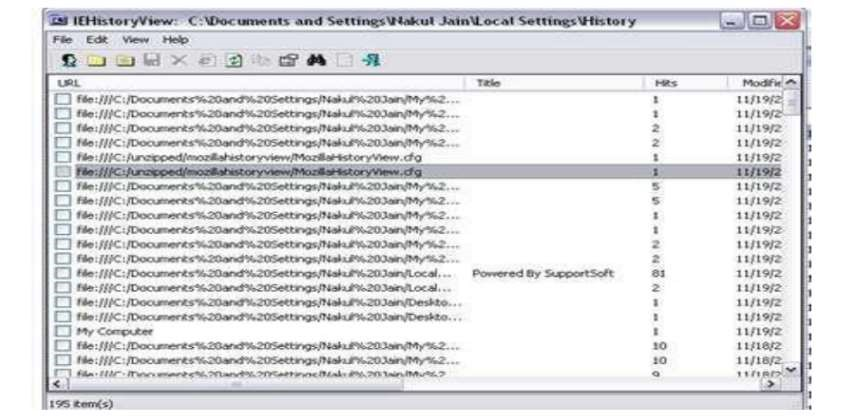 IEHistoryView: C:\Documents and Settings\Nakul Jain\Local Settings\History
File Edit View Help
URL Title Hits Modifie
file:///C:/Documents%20and%20Settings/Nakul%20Jain/My%2... 1 11/19/2
file:///C:/Documents%20and%20Settings/Nakul%20Jain/My%2... 1 11/19/2
file:///C:/Documents%20and%20Settings/Nakul%20Jain/My%2... 2 11/19/2
file:///C:/Documents%20and%20Settings/Nakul%20Jain/My%2... 2 11/19/2
file:///C:/unzipped/mozillahistoryview/MozillaHistoryView.cfg 1 11/19/2
file:///C:/unzipped/mozillahistoryview/MozillaHistoryView.cfg 1 11/19/2
file:///C:/Documents%20and%20Settings/Nakul%20Jain/My%2... 5 11/19/2
file:///C:/Documents%20and%20Settings/Nakul%20Jain/My%2... 5 11/19/2
file:///C:/Documents%20and%20Settings/Nakul%20Jain/My%2... 1 11/19/2
file:///C:/Documents%20and%20Settings/Nakul%20Jain/My%2... 1 11/19/2
file:///C:/Documents%20and%20Settings/Nakul%20Jain/My%2... 2 11/19/2
file:///C:/Documents%20and%20Settings/Nakul%20Jain/My%2... 2 11/19/2
file:///C:/Documents%20and%20Settings/Nakul%20Jain/Local... Powered By SupportSoft 81 11/19/2
file:///C:/Documents%20and%20Settings/Nakul%20Jain/Local... 2 11/19/2
file:///C:/Documents%20and%20Settings/Nakul%20Jain/Deskto... 1 11/19/2
file:///C:/Documents%20and%20Settings/Nakul%20Jain/Deskto... 1 11/19/2
My Computer 1 11/19/2
file:///C:/Documents%20and%20Settings/Nakul%20Jain/My%2... 10 11/18/2
file:///C:/Documents%20and%20Settings/Nakul%20Jain/My%2... 10 11/18/2
file:///C:/Documents%20and%20Settings/Nakul%20Jain/My%2... 9 11/18/2
195 item(s)